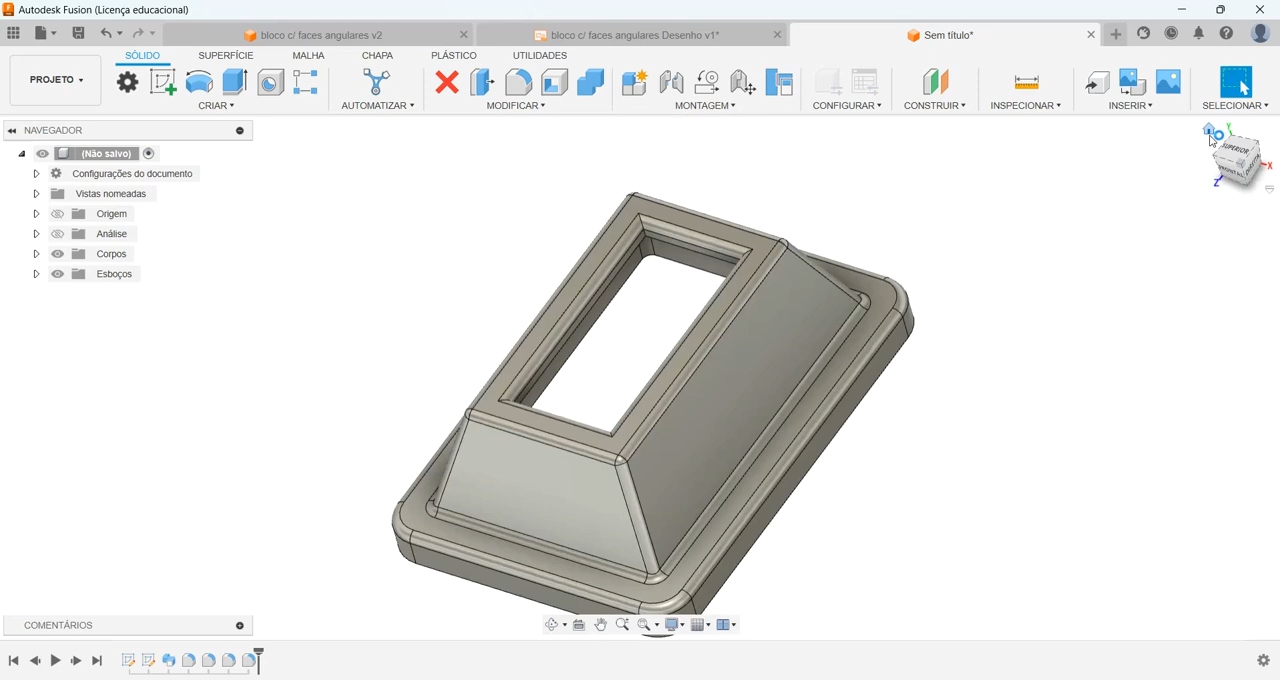 Autodesk Fusion (Licença educacional)
bloco c/ faces angulares v2
bloco c/ faces angulares Desenho v1*
Sem título*
SÓLIDO SUPERFÍCIE MALHA CHAPA PLÁSTICO UTILIDADES
PROJETO
CRIAR AUTOMATIZAR MODIFICAR MONTAGEM CONFIGURAR CONSTRUIR INSPECIONAR INSERIR SELECIONAR
NAVEGADOR
(Não salvo)
Configurações do documento
Vistas nomeadas
Origem
Análise
Corpos
Esboços
Y
SUPERIOR
X
Z
COMENTÁRIOS